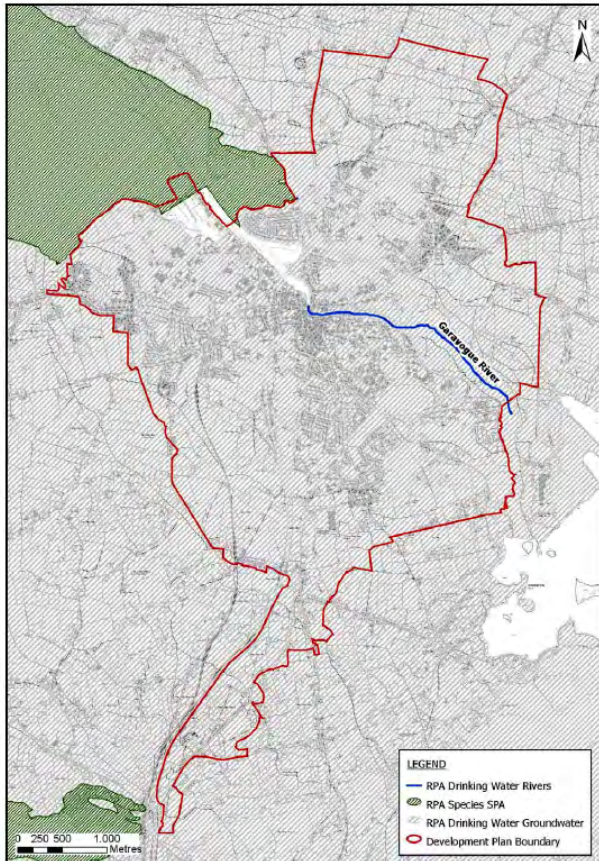 N
Garavogue River
LEGEND
RPA Drinking Water Rivers
RPA Species SPA
RPA Drinking Water Groundwater
Development Plan Boundary
0 250 500 1.000
Metres